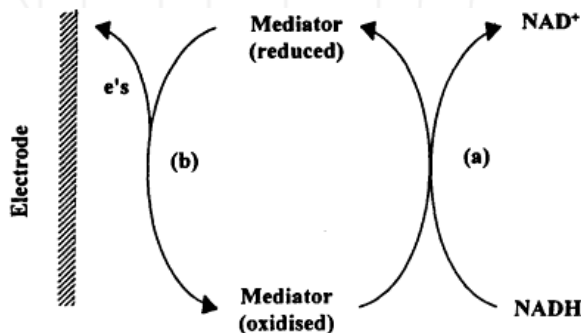 Mediator
(reduced)
NAD⁺
e's
Electrode
(b)
(a)
Mediator
(oxidised)
NADH